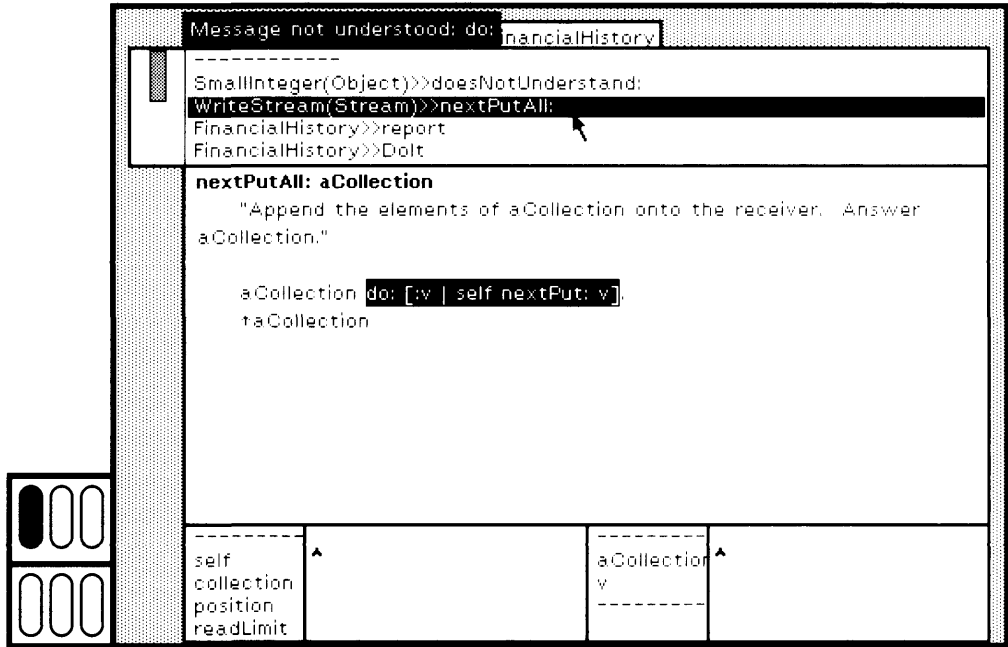 Message not understood: do:
nancialHistory
------------
SmallInteger(Object)>>doesNotUnderstand:
WriteStream(Stream)>>nextPutAll:
FinancialHistory>>report
FinancialHistory>>DoIt
nextPutAll: aCollection
"Append the elements of aCollection onto the receiver. Answer
aCollection."
aCollection do: [:v | self nextPut: v].
↑aCollection
----------
self
collection
position
readLimit
----------
aCollection
v
----------